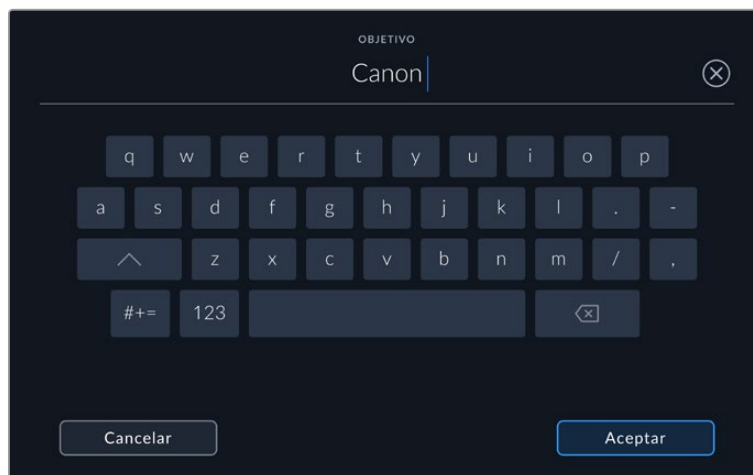 OBJETIVO
Canon
q w e r t y u i o p
a s d f g h j k l . -
z x c v b n m / ,
#+= 123
Cancelar Aceptar